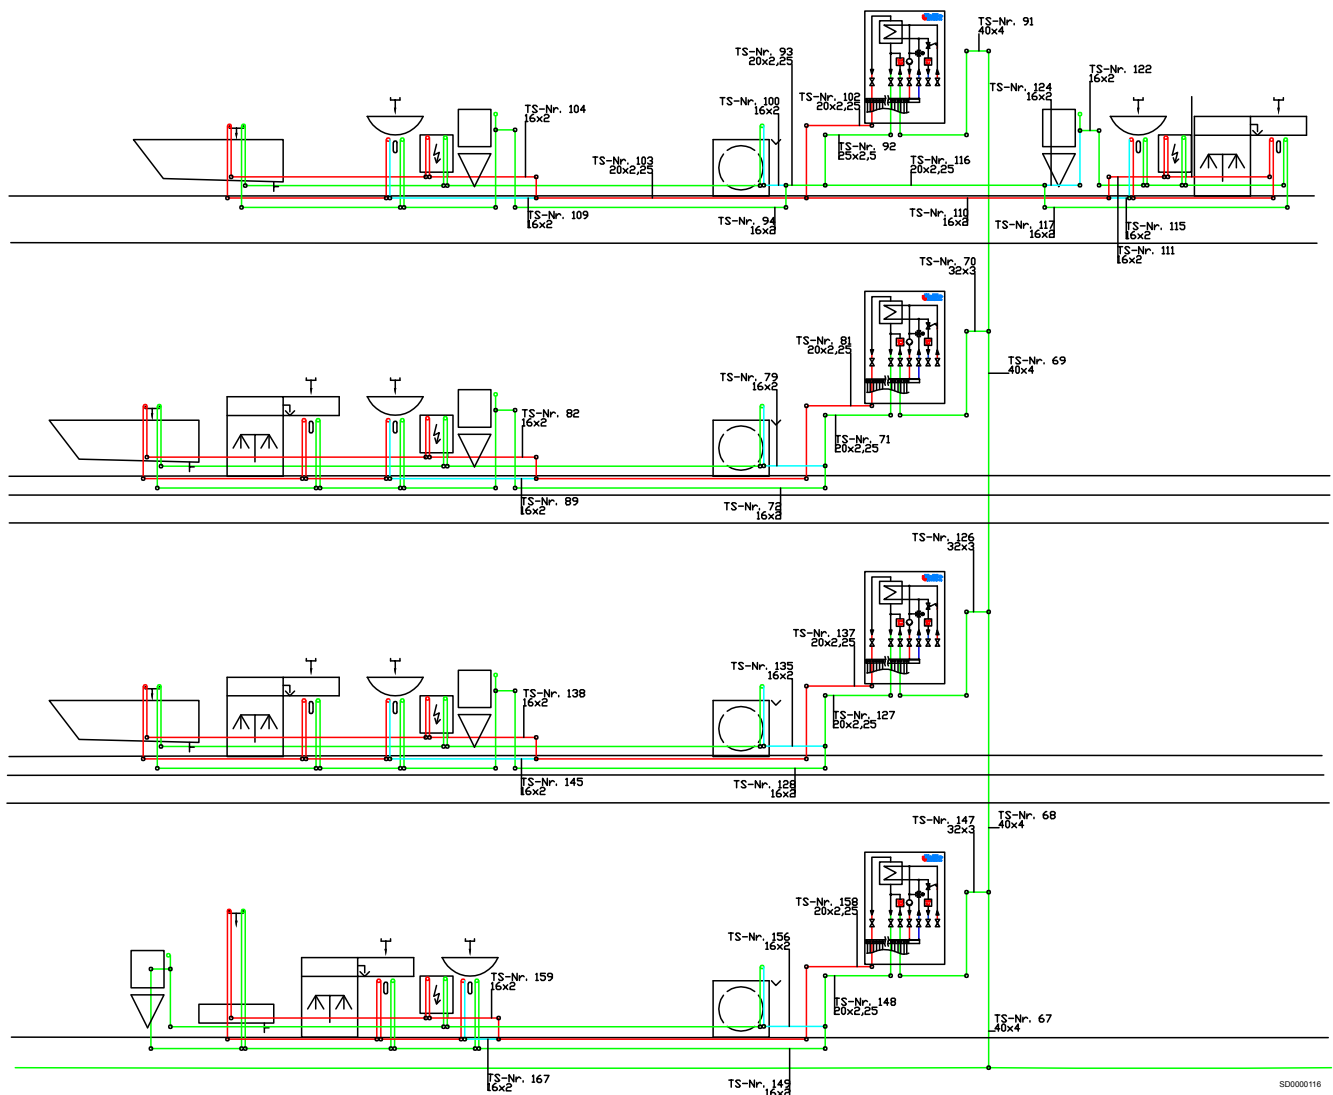 TS-Nr. 91
40x4
TS-Nr. 93
20x2,25
TS-Nr. 122
16x2
TS-Nr. 124
16x2
TS-Nr. 102
20x2,25
TS-Nr. 100
16x2
TS-Nr. 104
16x2
TS-Nr. 92
25x2,5
TS-Nr. 103
20x2,25
TS-Nr. 116
20x2,25
TS-Nr. 109
16x2
TS-Nr. 94
16x2
TS-Nr. 110
16x2
TS-Nr. 117
16x2
TS-Nr. 115
16x2
TS-Nr. 111
16x2
TS-Nr. 70
32x3
TS-Nr. 81
20x2,25
TS-Nr. 69
40x4
TS-Nr. 79
16x2
TS-Nr. 82
16x2
TS-Nr. 71
20x2,25
TS-Nr. 89
16x2
TS-Nr. 72
16x2
TS-Nr. 126
32x3
TS-Nr. 137
20x2,25
TS-Nr. 135
16x2
TS-Nr. 138
16x2
TS-Nr. 127
20x2,25
TS-Nr. 145
16x2
TS-Nr. 128
16x2
TS-Nr. 147
32x3
TS-Nr. 68
40x4
TS-Nr. 158
20x2,25
TS-Nr. 156
16x2
TS-Nr. 159
16x2
TS-Nr. 148
20x2,25
TS-Nr. 67
40x4
TS-Nr. 167
16x2
TS-Nr. 149
16x2
SD0000116